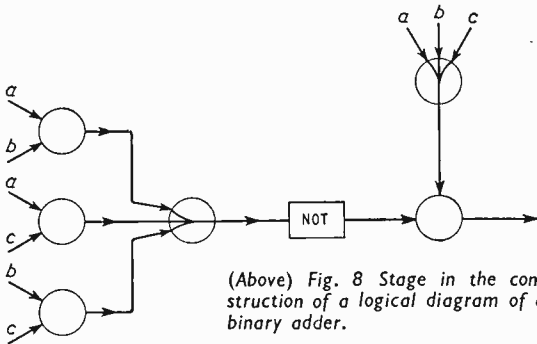 a
b
c
a
b
a
c
NOT
b
c
(Above) Fig. 8 Stage in the con-
struction of a logical diagram of
binary adder.